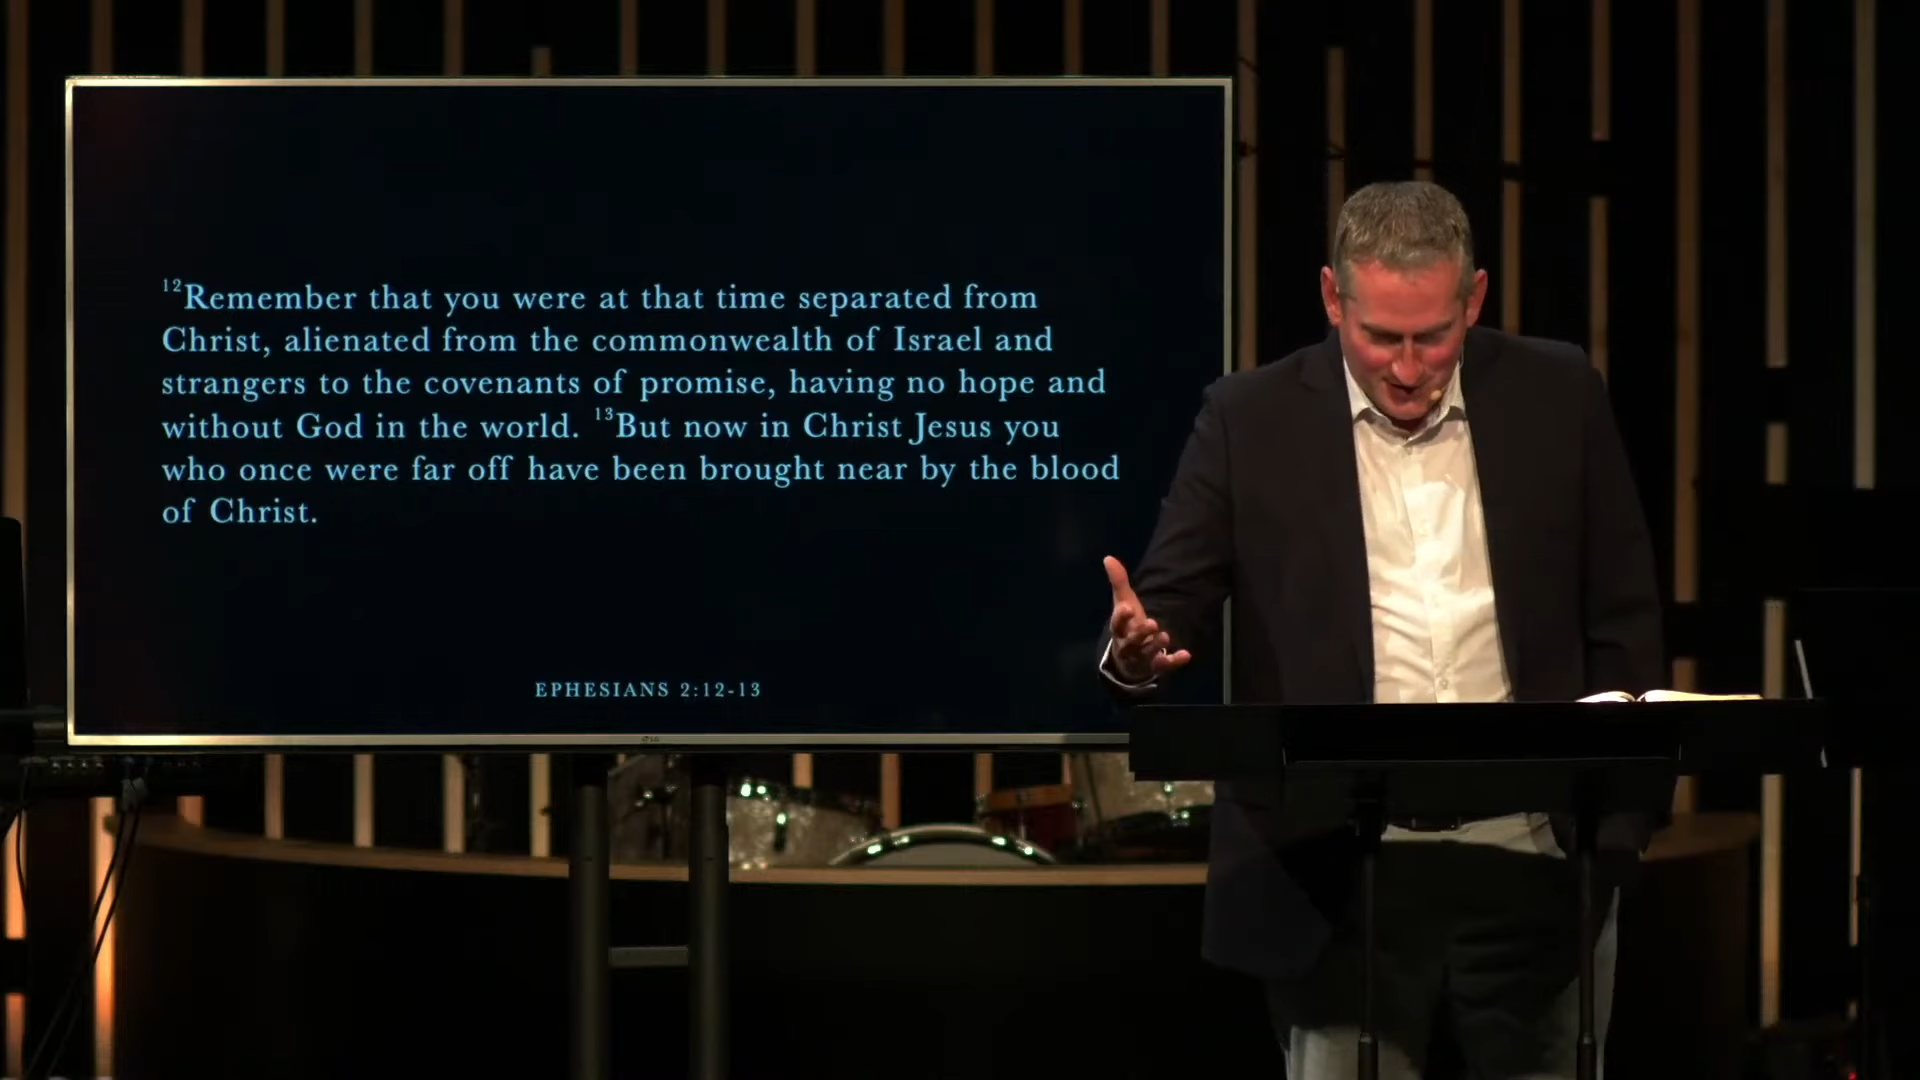 ¹²Remember that you were at that time separated from
Christ, alienated from the commonwealth of Israel and
strangers to the covenants of promise, having no hope and
without God in the world. ¹³But now in Christ Jesus you
who once were far off have been brought near by the blood
of Christ.
EPHESIANS 2:12-13
LG